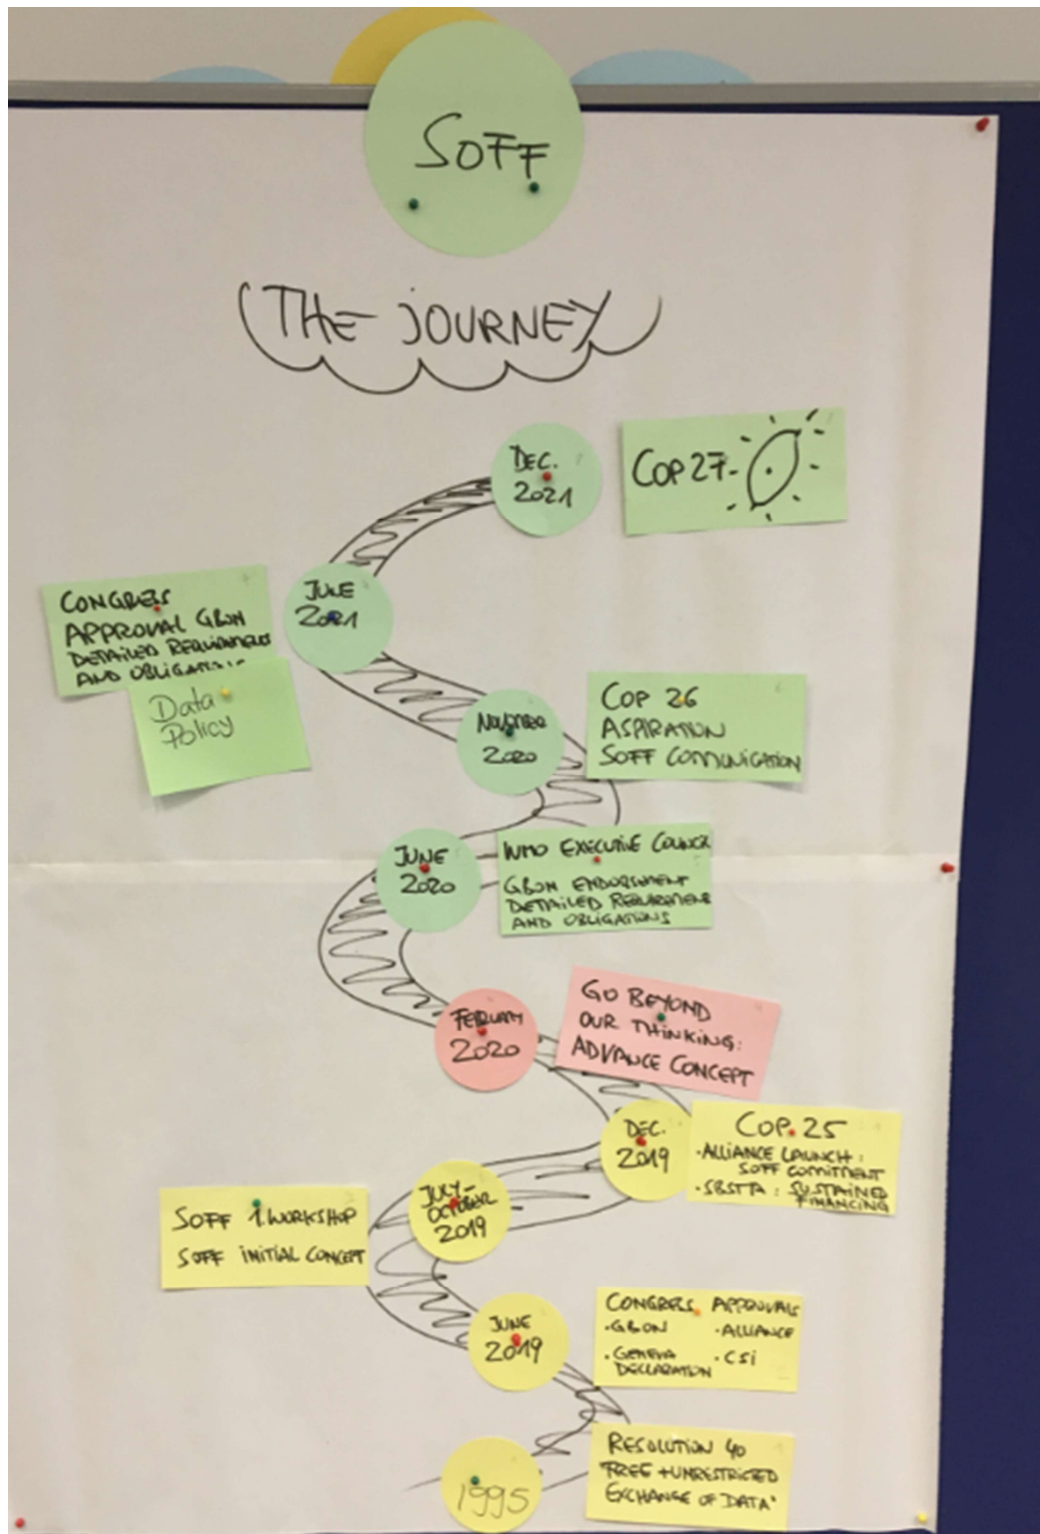 SOFF
THE JOURNEY
DEC.
2021
COP 27-
JUNE
2021
CONGRESS
APPROVAL GBON
DETAILED REQUIREMENTS
AND OBLIGATIONS
Data
Policy
NOVEMBER
2020
COP 26
ASPIRATION
SOFF COMUNICATION
JUNE
2020
WMO EXECUTIVE COUNCIL
GBON ENDORSEMENT
DETAILED REQUIREMENTS
AND OBLIGATIONS
FEBRUARY
2020
GO BEYOND
OUR THINKING:
ADVANCE CONCEPT
DEC.
2019
COP. 25
·ALLIANCE LAUNCH:
SOFF COMITMENT
·SBSTA: SUSTAINED
FINANCING
JULY-
OCTOBER
2019
SOFF 1 WORKSHOP
SOFF INITIAL CONCEPT
JUNE
2019
CONGRESS APPROVALS
·GBON ·ALLIANCE
·GENEVA ·CSI
DECLARATION
1995
RESOLUTION 40
"FREE + UNRESTRICTED
EXCHANGE OF DATA"